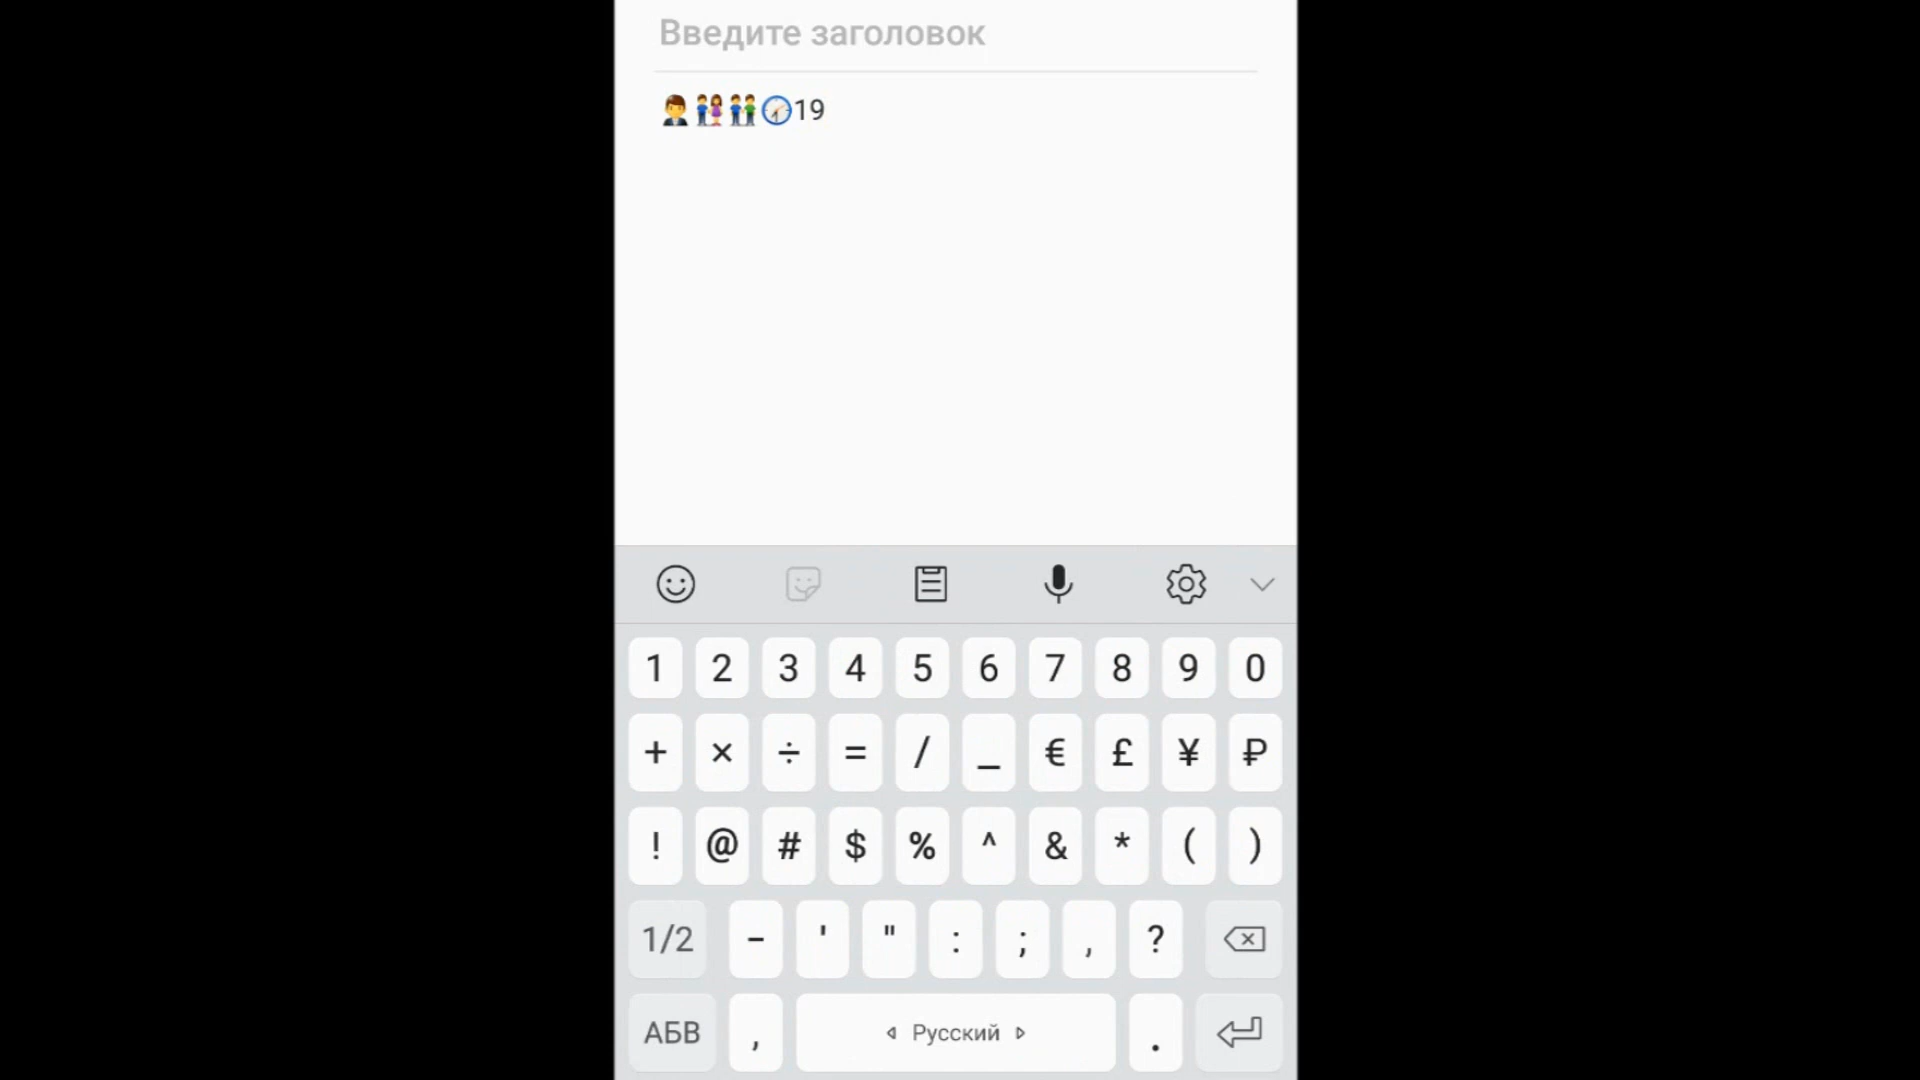 Введите заголовок
👨‍💼👫👬🕢19
1 2 3 4 5 6 7 8 9 0
+ × ÷ = / _ € £ ¥ ₽
! @ # $ % ^ & * ( )
1/2 - ' " : ; , ?
АБВ , Русский .